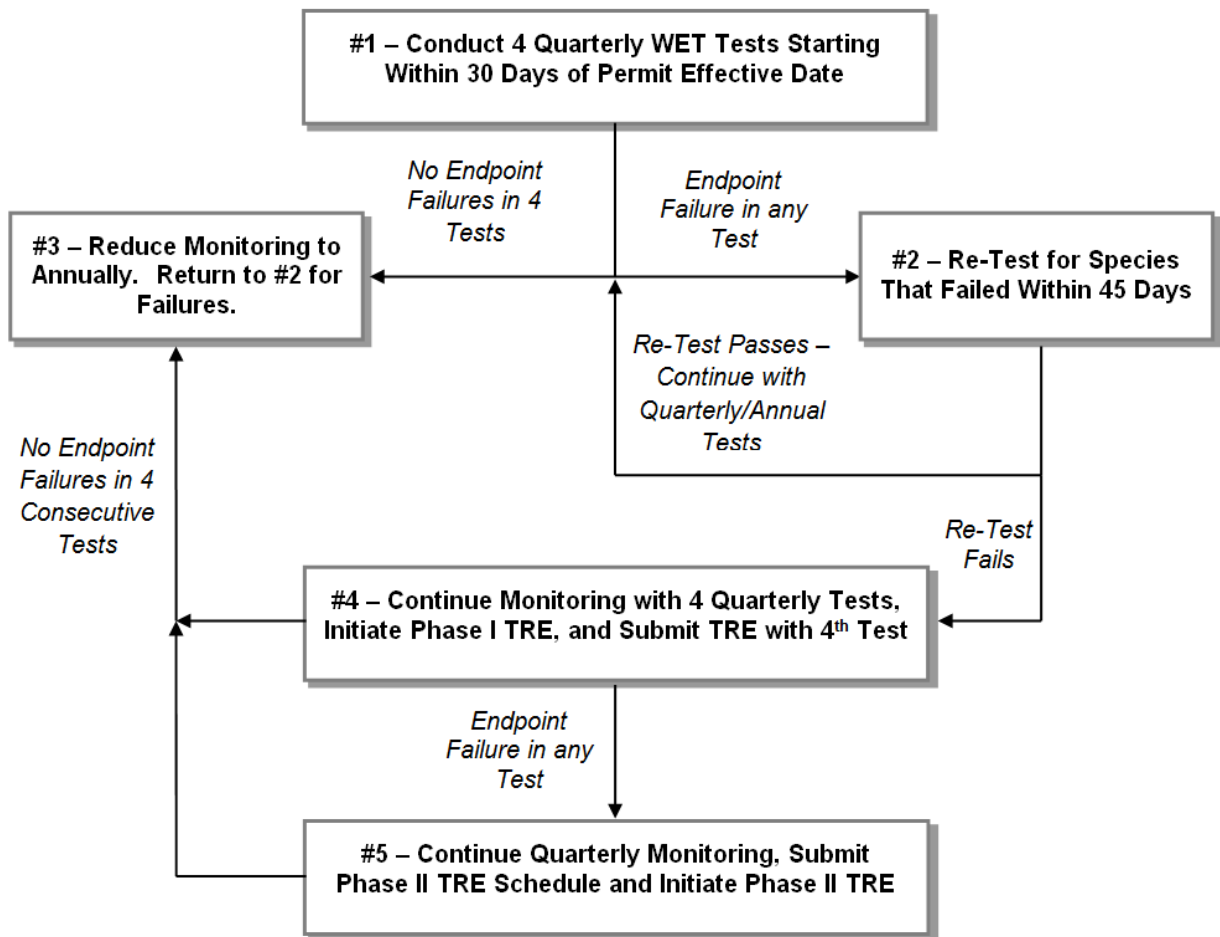 #1 – Conduct 4 Quarterly WET Tests Starting
Within 30 Days of Permit Effective Date
No Endpoint
Failures in 4
Tests
Endpoint
Failure in any
Test
#3 – Reduce Monitoring to
Annually.   Return to #2 for
Failures.
#2 – Re-Test for Species
That Failed Within 45 Days
Re-Test Passes –
Continue with
Quarterly/Annual
Tests
No Endpoint
Failures in 4
Consecutive
Tests
Re-Test
Fails
#4 – Continue Monitoring with 4 Quarterly Tests,
Initiate Phase I TRE, and Submit TRE with 4th Test
Endpoint
Failure in any
Test
#5 – Continue Quarterly Monitoring, Submit
Phase II TRE Schedule and Initiate Phase II TRE